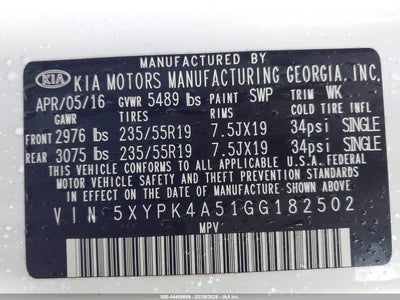 MANUFACTURED BY
KIA KIA MOTORS MANUFACTURING GEORGIA, INC.
APR/05/16 GVWR 5489 lbs PAINT SWP TRIM WK
GAWR TIRES RIMS COLD TIRE INFL
FRONT 2976 lbs 235/55R19 7.5JX19 34psi SINGLE
REAR 3075 lbs 235/55R19 7.5JX19 34psi SINGLE
THIS VEHICLE CONFORMS TO ALL APPLICABLE U.S.A. FEDERAL
MOTOR VEHICLE SAFETY AND THEFT PREVENTION STANDARDS
IN EFFECT ON THE DATE OF MANUFACTURE SHOWN ABOVE.
VIN 5XYPK4A51GG182502
MPV